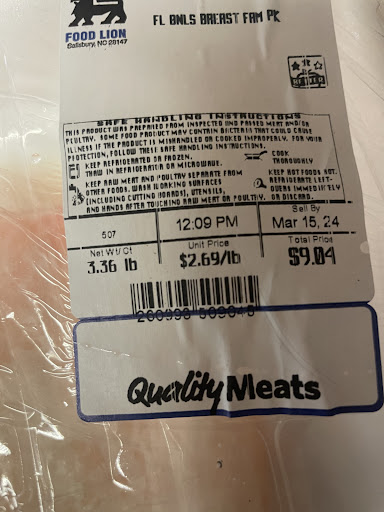 FOOD LION
Salisbury, NC 28147
FL BNLS BREAST FAM PK
SAFE HANDLING INSTRUCTIONS
THIS PRODUCT WAS PREPARED FROM INSPECTED AND PASSED MEAT AND/OR
POULTRY. SOME FOOD PRODUCTS MAY CONTAIN BACTERIA THAT COULD CAUSE
ILLNESS IF THE PRODUCT IS MISHANDLED OR COOKED IMPROPERLY. FOR YOUR
PROTECTION, FOLLOW THESE SAFE HANDLING INSTRUCTIONS.
KEEP REFRIGERATED OR FROZEN.
THAW IN REFRIGERATOR OR MICROWAVE.
COOK
THOROUGHLY
KEEP RAW MEAT AND POULTRY SEPARATE FROM
OTHER FOODS. WASH WORKING SURFACES
(INCLUDING CUTTING BOARDS), UTENSILS,
AND HANDS AFTER TOUCHING RAW MEAT OR POULTRY.
KEEP HOT FOODS HOT.
REFRIGERATE LEFT-
OVERS IMMEDIATELY
OR DISCARD.
507
12:09 PM
Sell By
Mar 15, 24
Net Wt/Ct
3.36 lb
Unit Price
$2.69/lb
Total Price
$9.04
Quality Meats